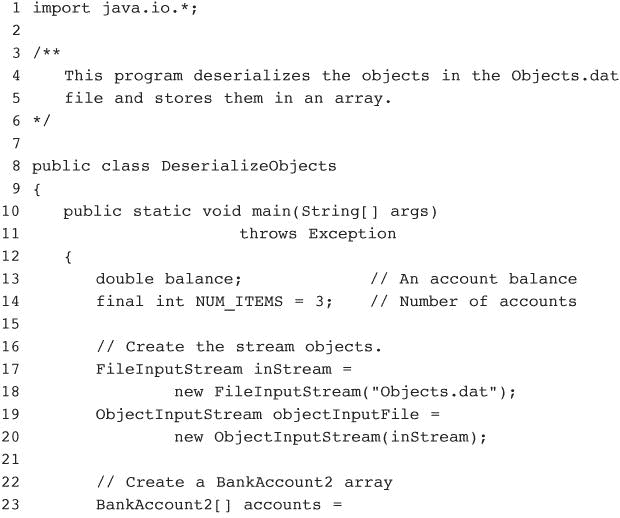 1 import java.io.*;
2
3 /**
4    This program deserializes the objects in the Objects.dat
5    file and stores them in an array.
6 */
7
8 public class DeserializeObjects
9 {
10    public static void main(String[] args)
11                      throws Exception
12    {
13       double balance;              // An account balance
14       final int NUM_ITEMS = 3;    // Number of accounts
15
16       // Create the stream objects.
17       FileInputStream inStream =
18                new FileInputStream("Objects.dat");
19       ObjectInputStream objectInputFile =
20                new ObjectInputStream(inStream);
21
22       // Create a BankAccount2 array
23       BankAccount2[] accounts =